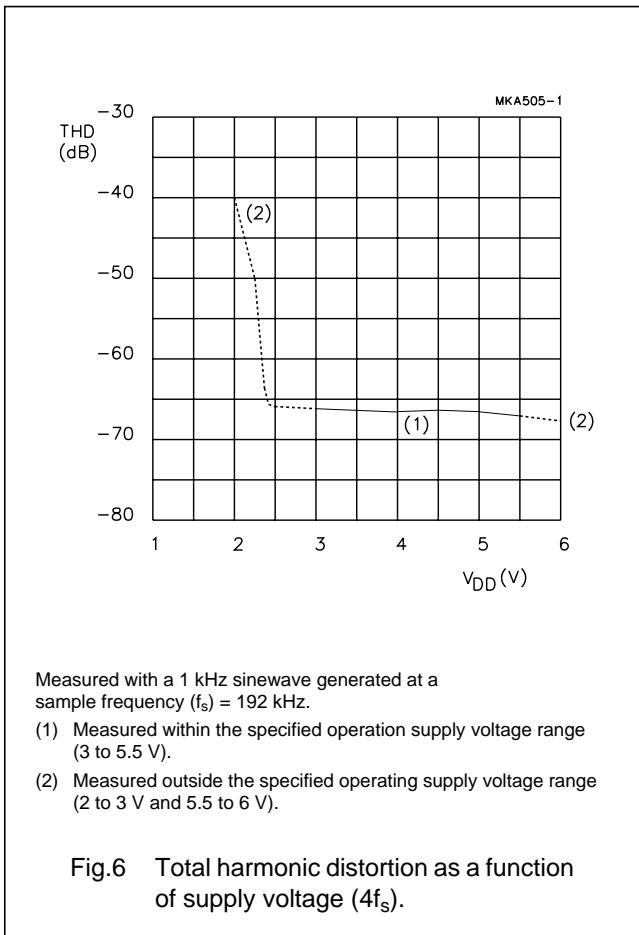 MKA505-1
−30
THD
(dB)
−40
(2)
−50
−60
(1)
(2)
−70
−80
1 2 3 4 5 6
VDD (V)
Measured with a 1 kHz sinewave generated at a
sample frequency (fs) = 192 kHz.
(1) Measured within the specified operation supply voltage range
(3 to 5.5 V).
(2) Measured outside the specified operating supply voltage range
(2 to 3 V and 5.5 to 6 V).
Fig.6 Total harmonic distortion as a function
of supply voltage (4fs).